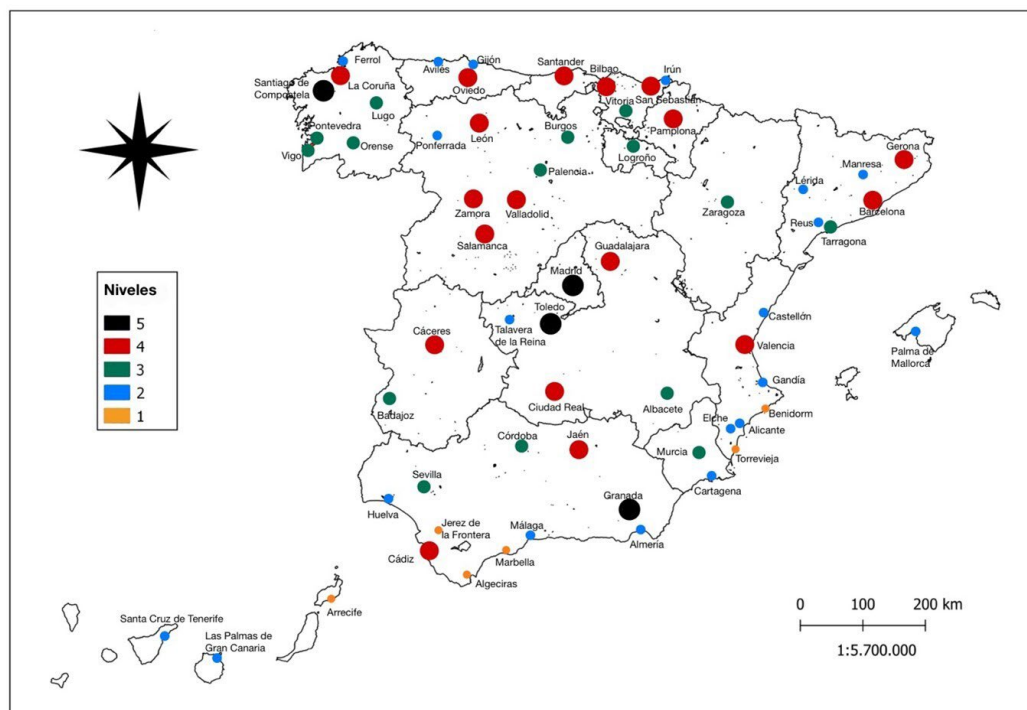 Ferrol
Avilés
Gijón
Santander
Bilbao
Irún
Santiago de
Compostela
La Coruña
Oviedo
Vitoria
San Sebastián
Lugo
Pontevedra
Orense
Vigo
Ponferrada
León
Burgos
Pamplona
Logroño
Palencia
Gerona
Manresa
Lérida
Zamora
Valladolid
Zaragoza
Barcelona
Reus
Tarragona
Salamanca
Guadalajara
Madrid
Niveles
5
4
3
2
1
Toledo
Talavera
de la Reina
Cáceres
Castellón
Valencia
Palma de
Mallorca
Gandía
Badajoz
Ciudad Real
Albacete
Benidorm
Elche
Alicante
Córdoba
Jaén
Murcia
Torrevieja
Sevilla
Cartagena
Huelva
Granada
Jerez de
la Frontera
Málaga
Almería
Cádiz
Marbella
Algeciras
Arrecife
Santa Cruz de Tenerife
Las Palmas de
Gran Canaria
0 100 200 km
1:5.700.000